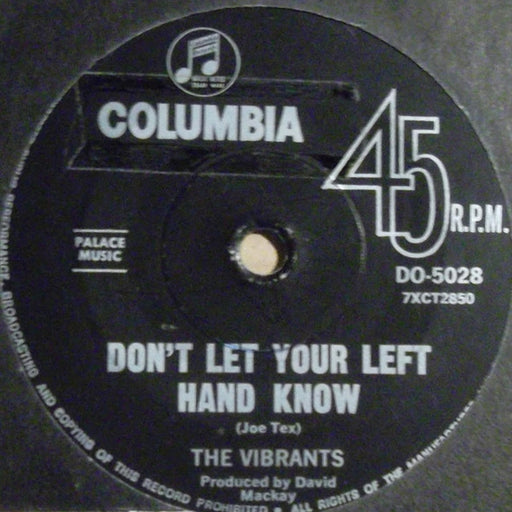 COLUMBIA
45
R.P.M.
PALACE
MUSIC
DO-5028
7XCT2850
DON'T LET YOUR LEFT
HAND KNOW
(Joe Tex)
THE VIBRANTS
Produced by David
Mackay
PERFORMANCE, BROADCASTING AND COPYING OF THIS RECORD PROHIBITED • ALL RIGHTS OF THE